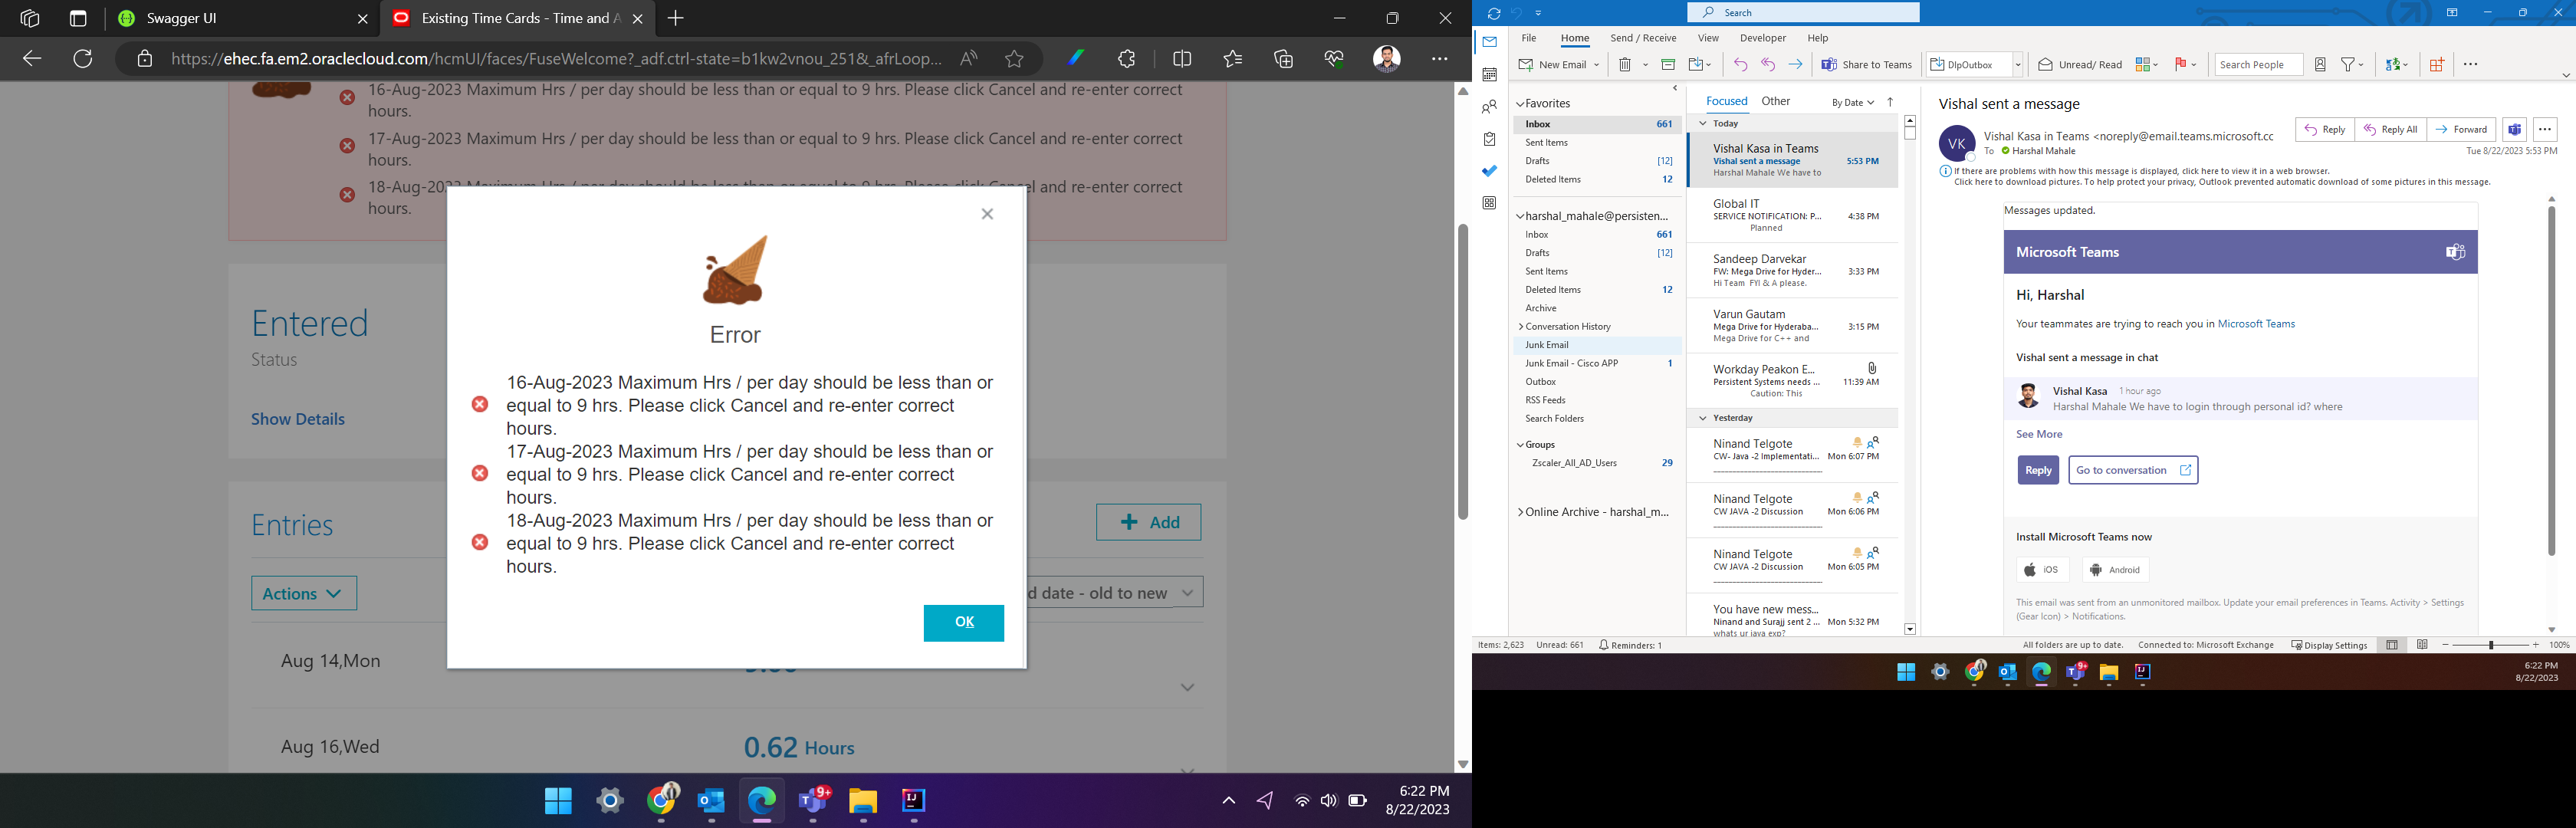 Swagger UI
Existing Time Cards - Time and A
https://ehec.fa.em2.oraclecloud.com/hcmUI/faces/FuseWelcome?_adf.ctrl-state=b1kw2vnou_251&_afrLoop...
16-Aug-2023 Maximum Hrs / per day should be less than or equal to 9 hrs. Please click Cancel and re-enter correct
hours.
17-Aug-2023 Maximum Hrs / per day should be less than or equal to 9 hrs. Please click Cancel and re-enter correct
hours.
18-Aug-2023 Maximum Hrs / per day should be less than or equal to 9 hrs. Please click Cancel and re-enter correct
hours.
Entered
Status
Show Details
Entries
Add
Actions
d date - old to new
Aug 14,Mon
Aug 16,Wed
0.62 Hours
Error
16-Aug-2023 Maximum Hrs / per day should be less than or
equal to 9 hrs. Please click Cancel and re-enter correct
hours.
17-Aug-2023 Maximum Hrs / per day should be less than or
equal to 9 hrs. Please click Cancel and re-enter correct
hours.
18-Aug-2023 Maximum Hrs / per day should be less than or
equal to 9 hrs. Please click Cancel and re-enter correct
hours.
OK
9+
6:22 PM
8/22/2023
Search
File Home Send / Receive View Developer Help
New Email
Share to Teams
DlpOutbox
Unread/ Read
Search People
Favorites
Inbox 661
Sent Items
Drafts [12]
Deleted Items 12
harshal_mahale@persisten...
Inbox 661
Drafts [12]
Sent Items
Deleted Items 12
Archive
Conversation History
Junk Email
Junk Email - Cisco APP 1
Outbox
RSS Feeds
Search Folders
Groups
Zscaler_All_AD_Users 29
Online Archive - harshal_m...
Focused Other By Date
Today
Vishal Kasa in Teams
Vishal sent a message 5:53 PM
Harshal Mahale We have to
Global IT
SERVICE NOTIFICATION: P... 4:38 PM
Planned
Sandeep Darvekar
FW: Mega Drive for Hyder... 3:33 PM
Hi Team FYI & A please.
Varun Gautam
Mega Drive for Hyderaba... 3:15 PM
Mega Drive for C++ and
Workday Peakon E...
Persistent Systems needs ... 11:39 AM
Caution: This
Yesterday
Ninand Telgote
CW- Java -2 Implementati... Mon 6:07 PM
Ninand Telgote
CW JAVA -2 Discussion Mon 6:06 PM
Ninand Telgote
CW JAVA -2 Discussion Mon 6:05 PM
You have new mess...
Ninand and Surajj sent 2 ... Mon 5:32 PM
whats ur java exp?
Vishal sent a message
VK
Vishal Kasa in Teams <noreply@email.teams.microsoft.cc
To Harshal Mahale
Reply Reply All Forward
Tue 8/22/2023 5:53 PM
If there are problems with how this message is displayed, click here to view it in a web browser.
Click here to download pictures. To help protect your privacy, Outlook prevented automatic download of some pictures in this message.
Messages updated.
Microsoft Teams
Hi, Harshal
Your teammates are trying to reach you in Microsoft Teams
Vishal sent a message in chat
Vishal Kasa 1 hour ago
Harshal Mahale We have to login through personal id? where
See More
Reply Go to conversation
Install Microsoft Teams now
iOS Android
This email was sent from an unmonitored mailbox. Update your email preferences in Teams. Activity > Settings
(Gear Icon) > Notifications.
Items: 2,623 Unread: 661 Reminders: 1
All folders are up to date. Connected to: Microsoft Exchange Display Settings 100%
9+
6:22 PM
8/22/2023